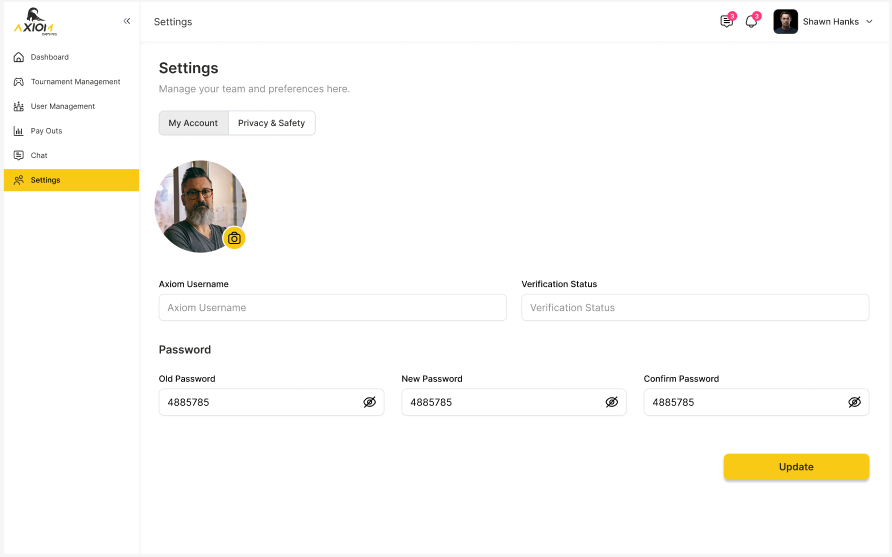 AXIOM
GAMING
Settings
3
3
Shawn Hanks
Dashboard
Tournament Management
User Management
Pay Outs
Chat
Settings
Settings
Manage your team and preferences here.
My Account
Privacy & Safety
Axiom Username
Verification Status
Axiom Username
Verification Status
Password
Old Password
New Password
Confirm Password
4885785
4885785
4885785
Update